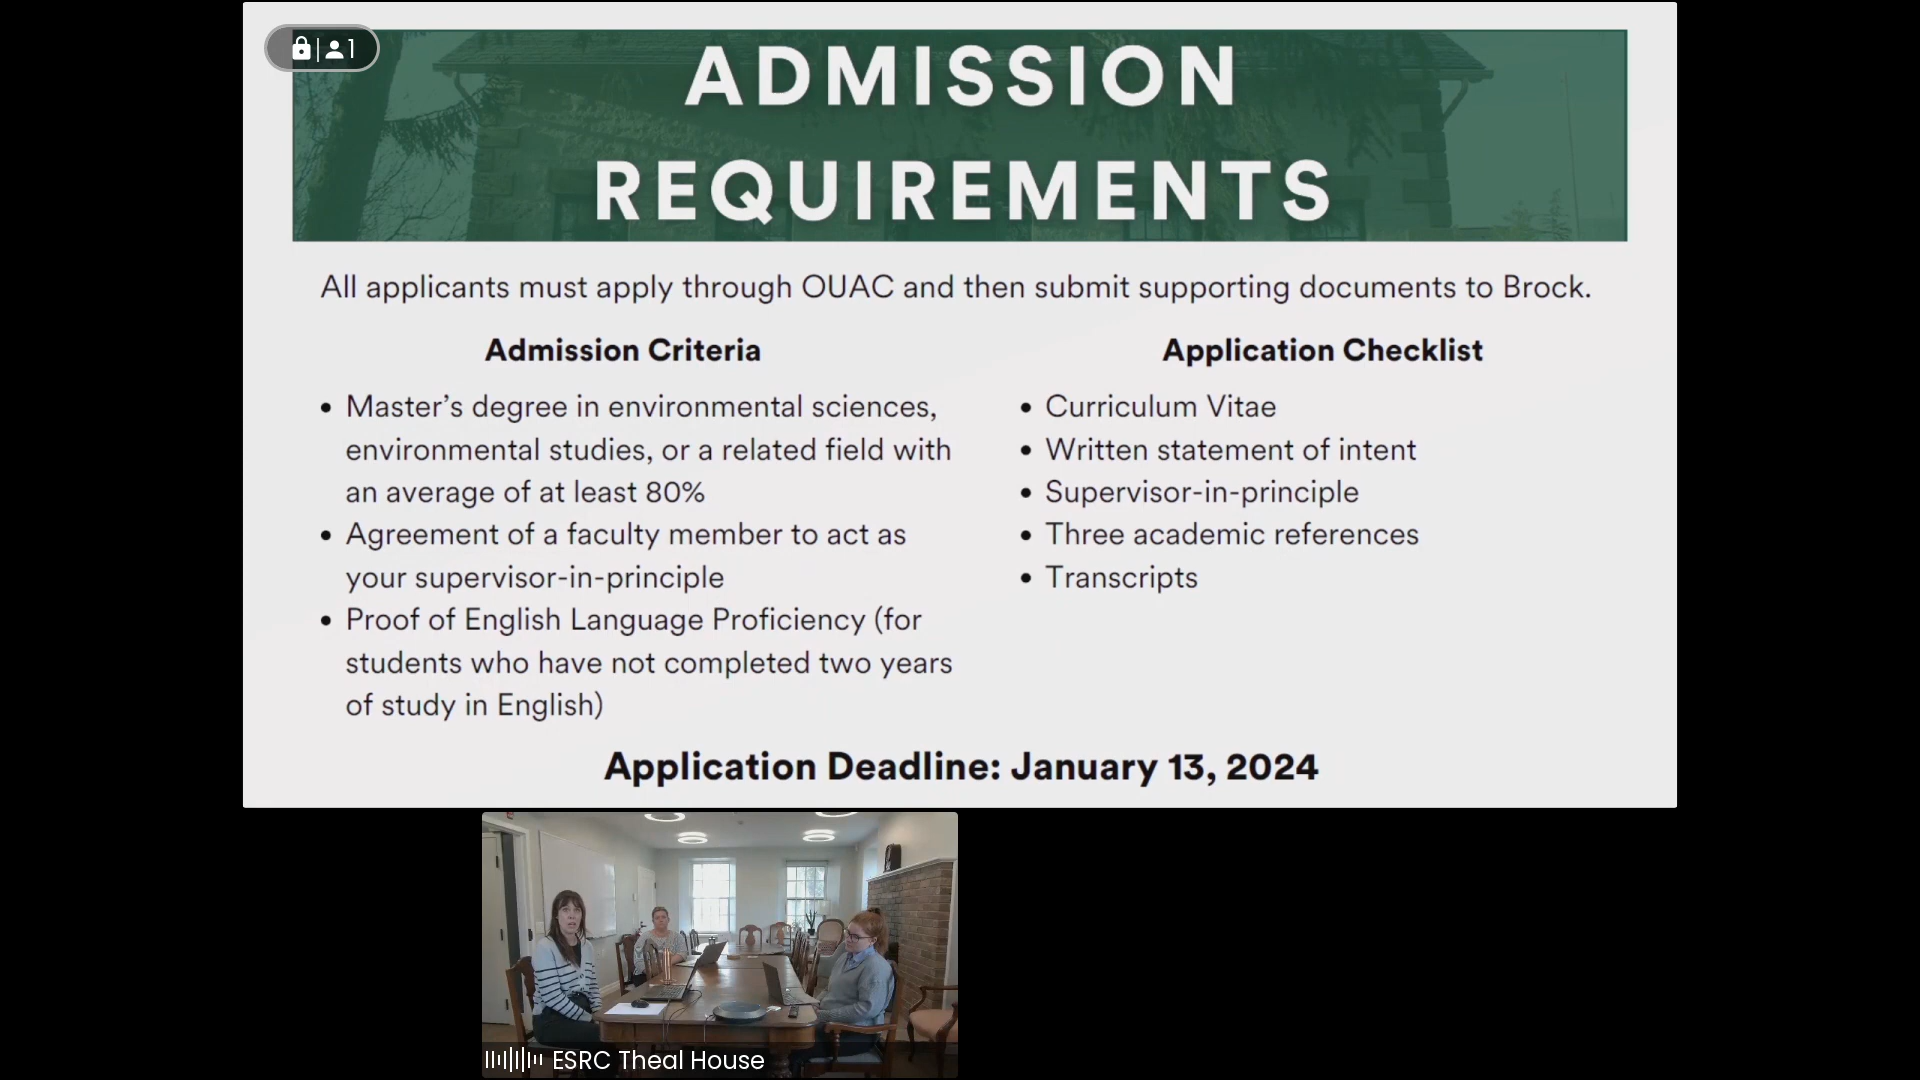 1
ADMISSION
REQUIREMENTS
All applicants must apply through OUAC and then submit supporting documents to Brock.
Admission Criteria
• Master’s degree in environmental sciences,
environmental studies, or a related field with
an average of at least 80%
• Agreement of a faculty member to act as
your supervisor-in-principle
• Proof of English Language Proficiency (for
students who have not completed two years
of study in English)
Application Checklist
• Curriculum Vitae
• Written statement of intent
• Supervisor-in-principle
• Three academic references
• Transcripts
Application Deadline: January 13, 2024
ESRC Theal House